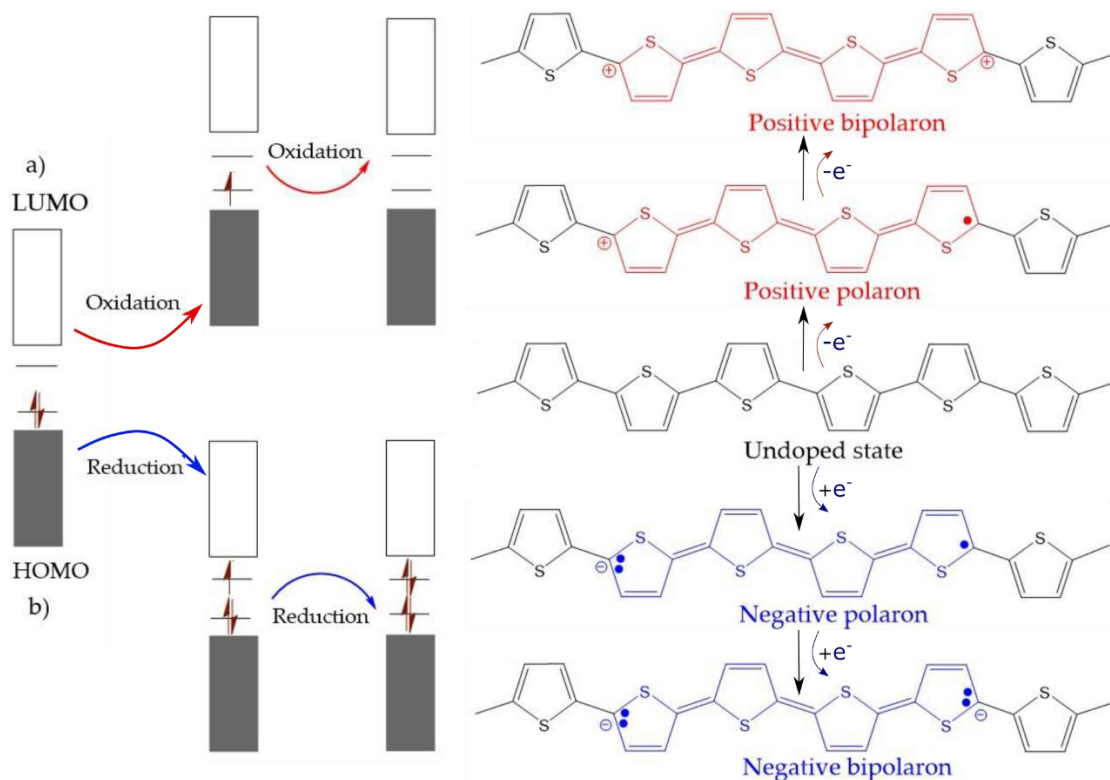 a)
LUMO
Oxidation
Oxidation
Reduction
Reduction
HOMO
b)
S
S
S
S
S
S
⊕
⊕
Positive bipolaron
-e⁻
S
S
S
S
S
S
⊕
Positive polaron
-e⁻
S
S
S
S
S
S
Undoped state
+e⁻
S
S
S
S
S
S
⊖
Negative polaron
+e⁻
S
S
S
S
S
S
⊖
⊖
Negative bipolaron